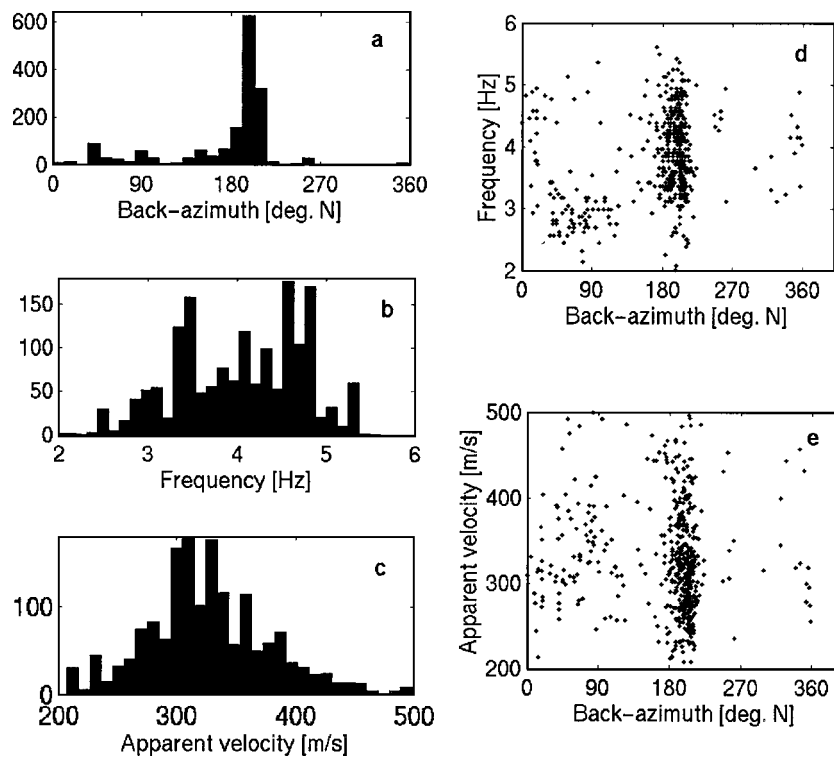 600
400
200
0
a
0 90 180 270 360
Back-azimuth [deg. N]
150
100
50
0
b
2 3 4 5 6
Frequency [Hz]
100
0
c
200 300 400 500
Apparent velocity [m/s]
6
5
4
3
2
Frequency [Hz]
d
0 90 180 270 360
Back-azimuth [deg. N]
500
400
300
200
Apparent velocity [m/s]
e
0 90 180 270 360
Back-azimuth [deg. N]